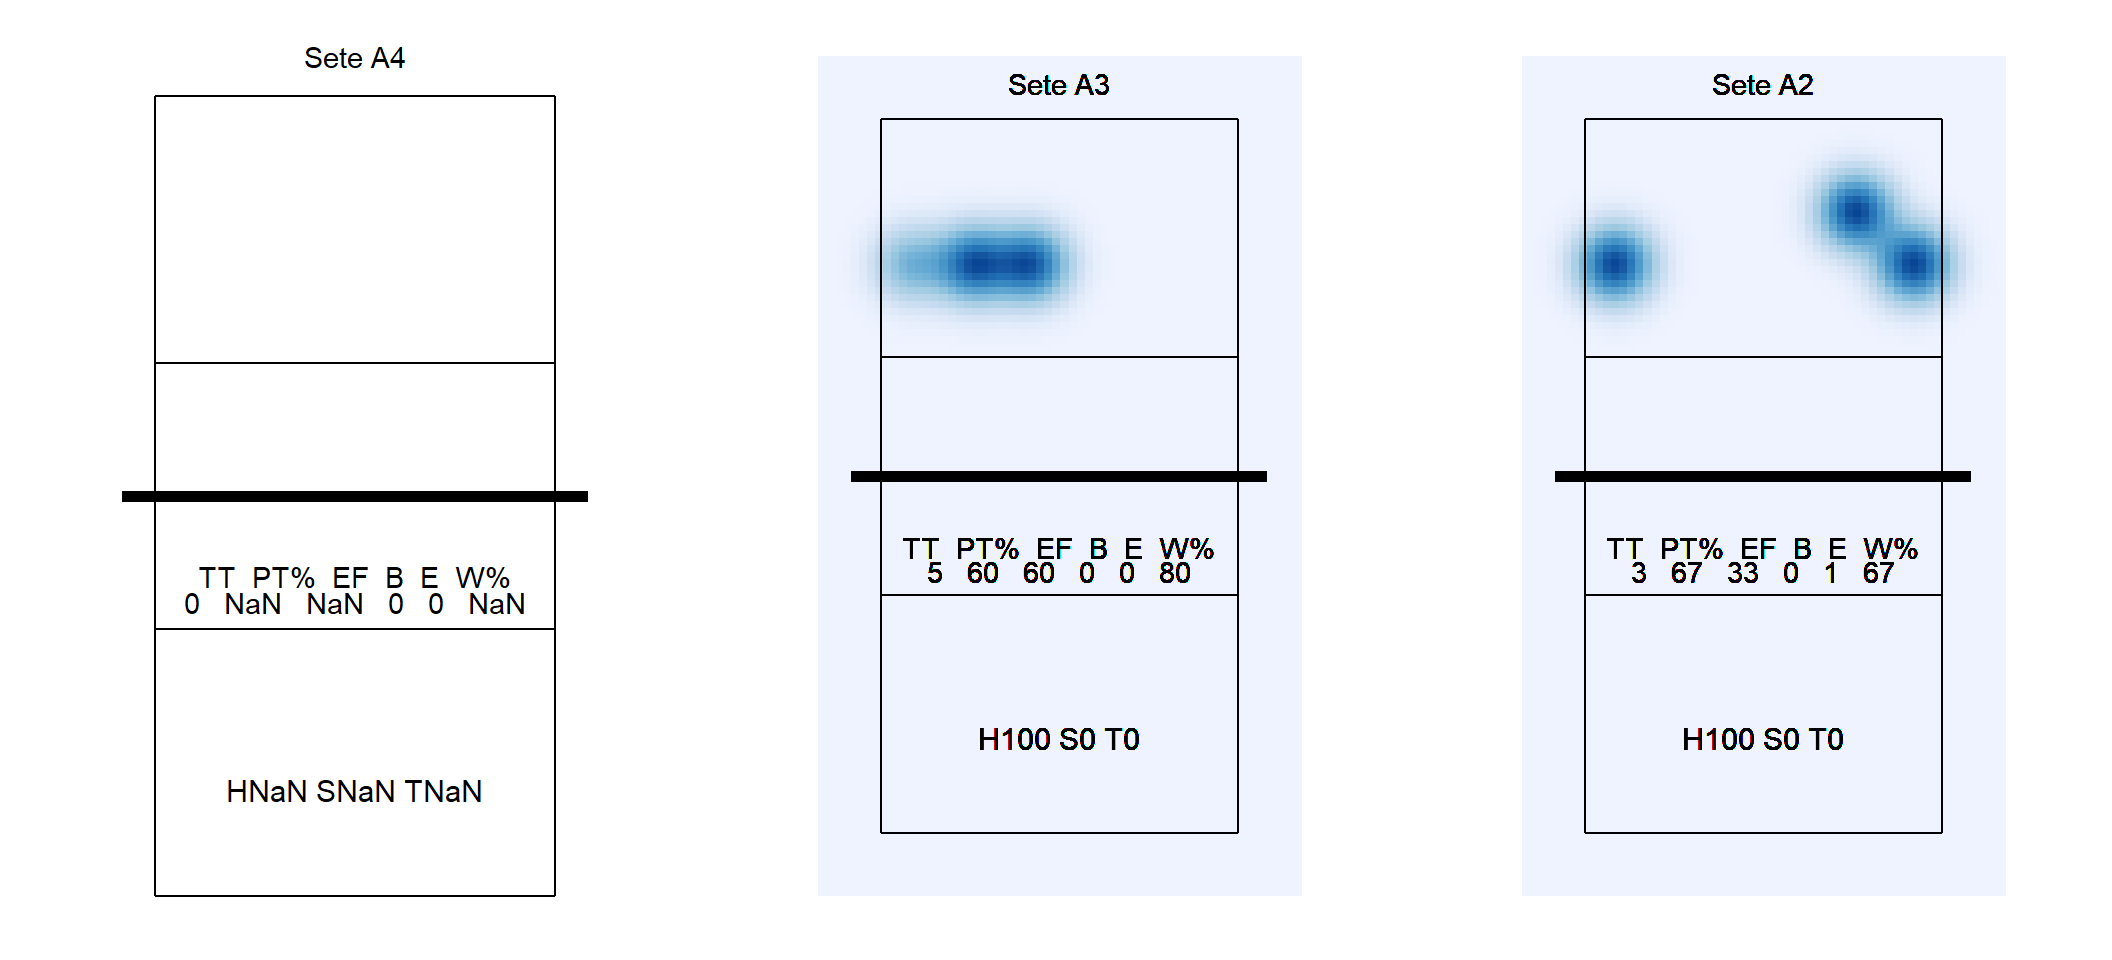 Sete A4
TT PT% EF B E W%
0 NaN NaN 0 0 NaN
HNaN SNaN TNaN
Sete A3
TT PT% EF B E W%
5 60 60 0 0 80
H100 S0 T0
Sete A2
TT PT% EF B E W%
3 67 33 0 1 67
H100 S0 T0